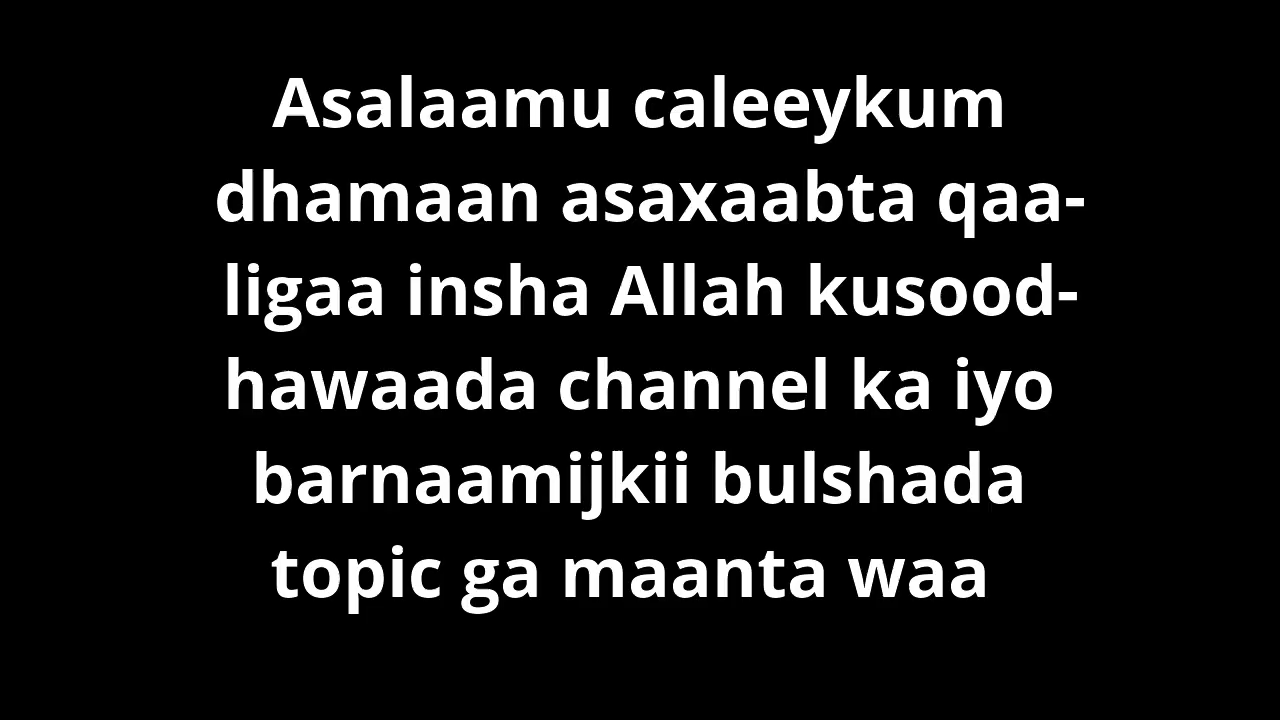 Asalaamu caleeykum
dhamaan asaxaabta qaa-
ligaa insha Allah kusood-
hawaada channel ka iyo
barnaamijkii bulshada
topic ga maanta waa